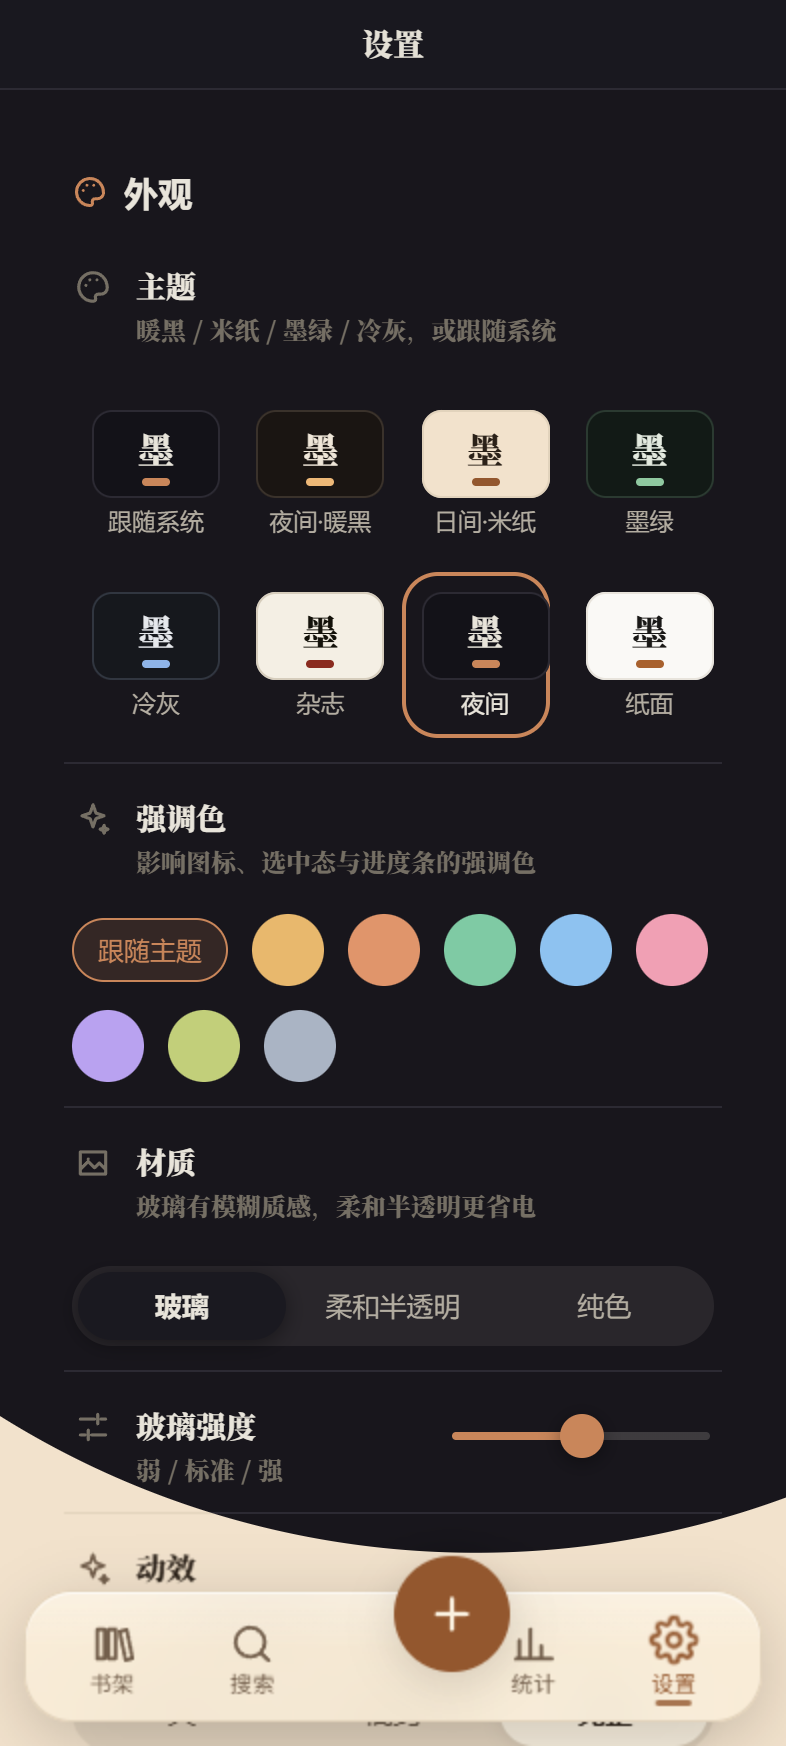 设置
外观
主题
暖黑 / 米纸 / 墨绿 / 冷灰，或跟随系统
墨 墨 墨 墨
跟随系统 夜间·暖黑 日间·米纸 墨绿
墨 墨 墨 墨
冷灰 杂志 夜间 纸面
强调色
影响图标、选中态与进度条的强调色
跟随主题
材质
玻璃有模糊质感，柔和半透明更省电
玻璃 柔和半透明 纯色
玻璃强度
弱 / 标准 / 强
动效
书架 搜索 统计 设置